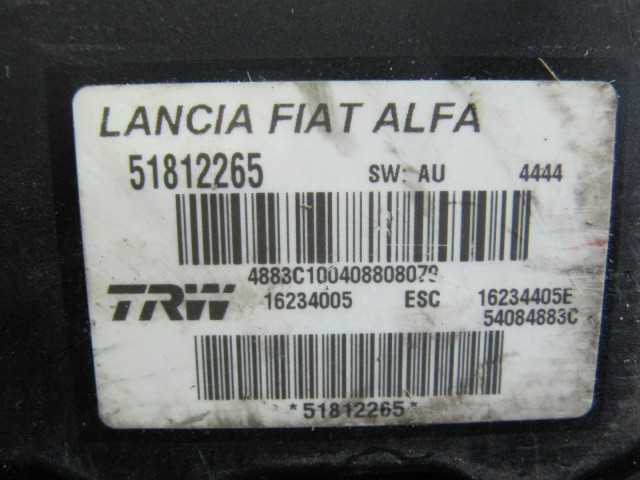 LANCIA FIAT ALFA
51812265 SW: AU 4444
4883C100408808079
TRW 16234005 ESC 16234405E
54084883C
*51812265*